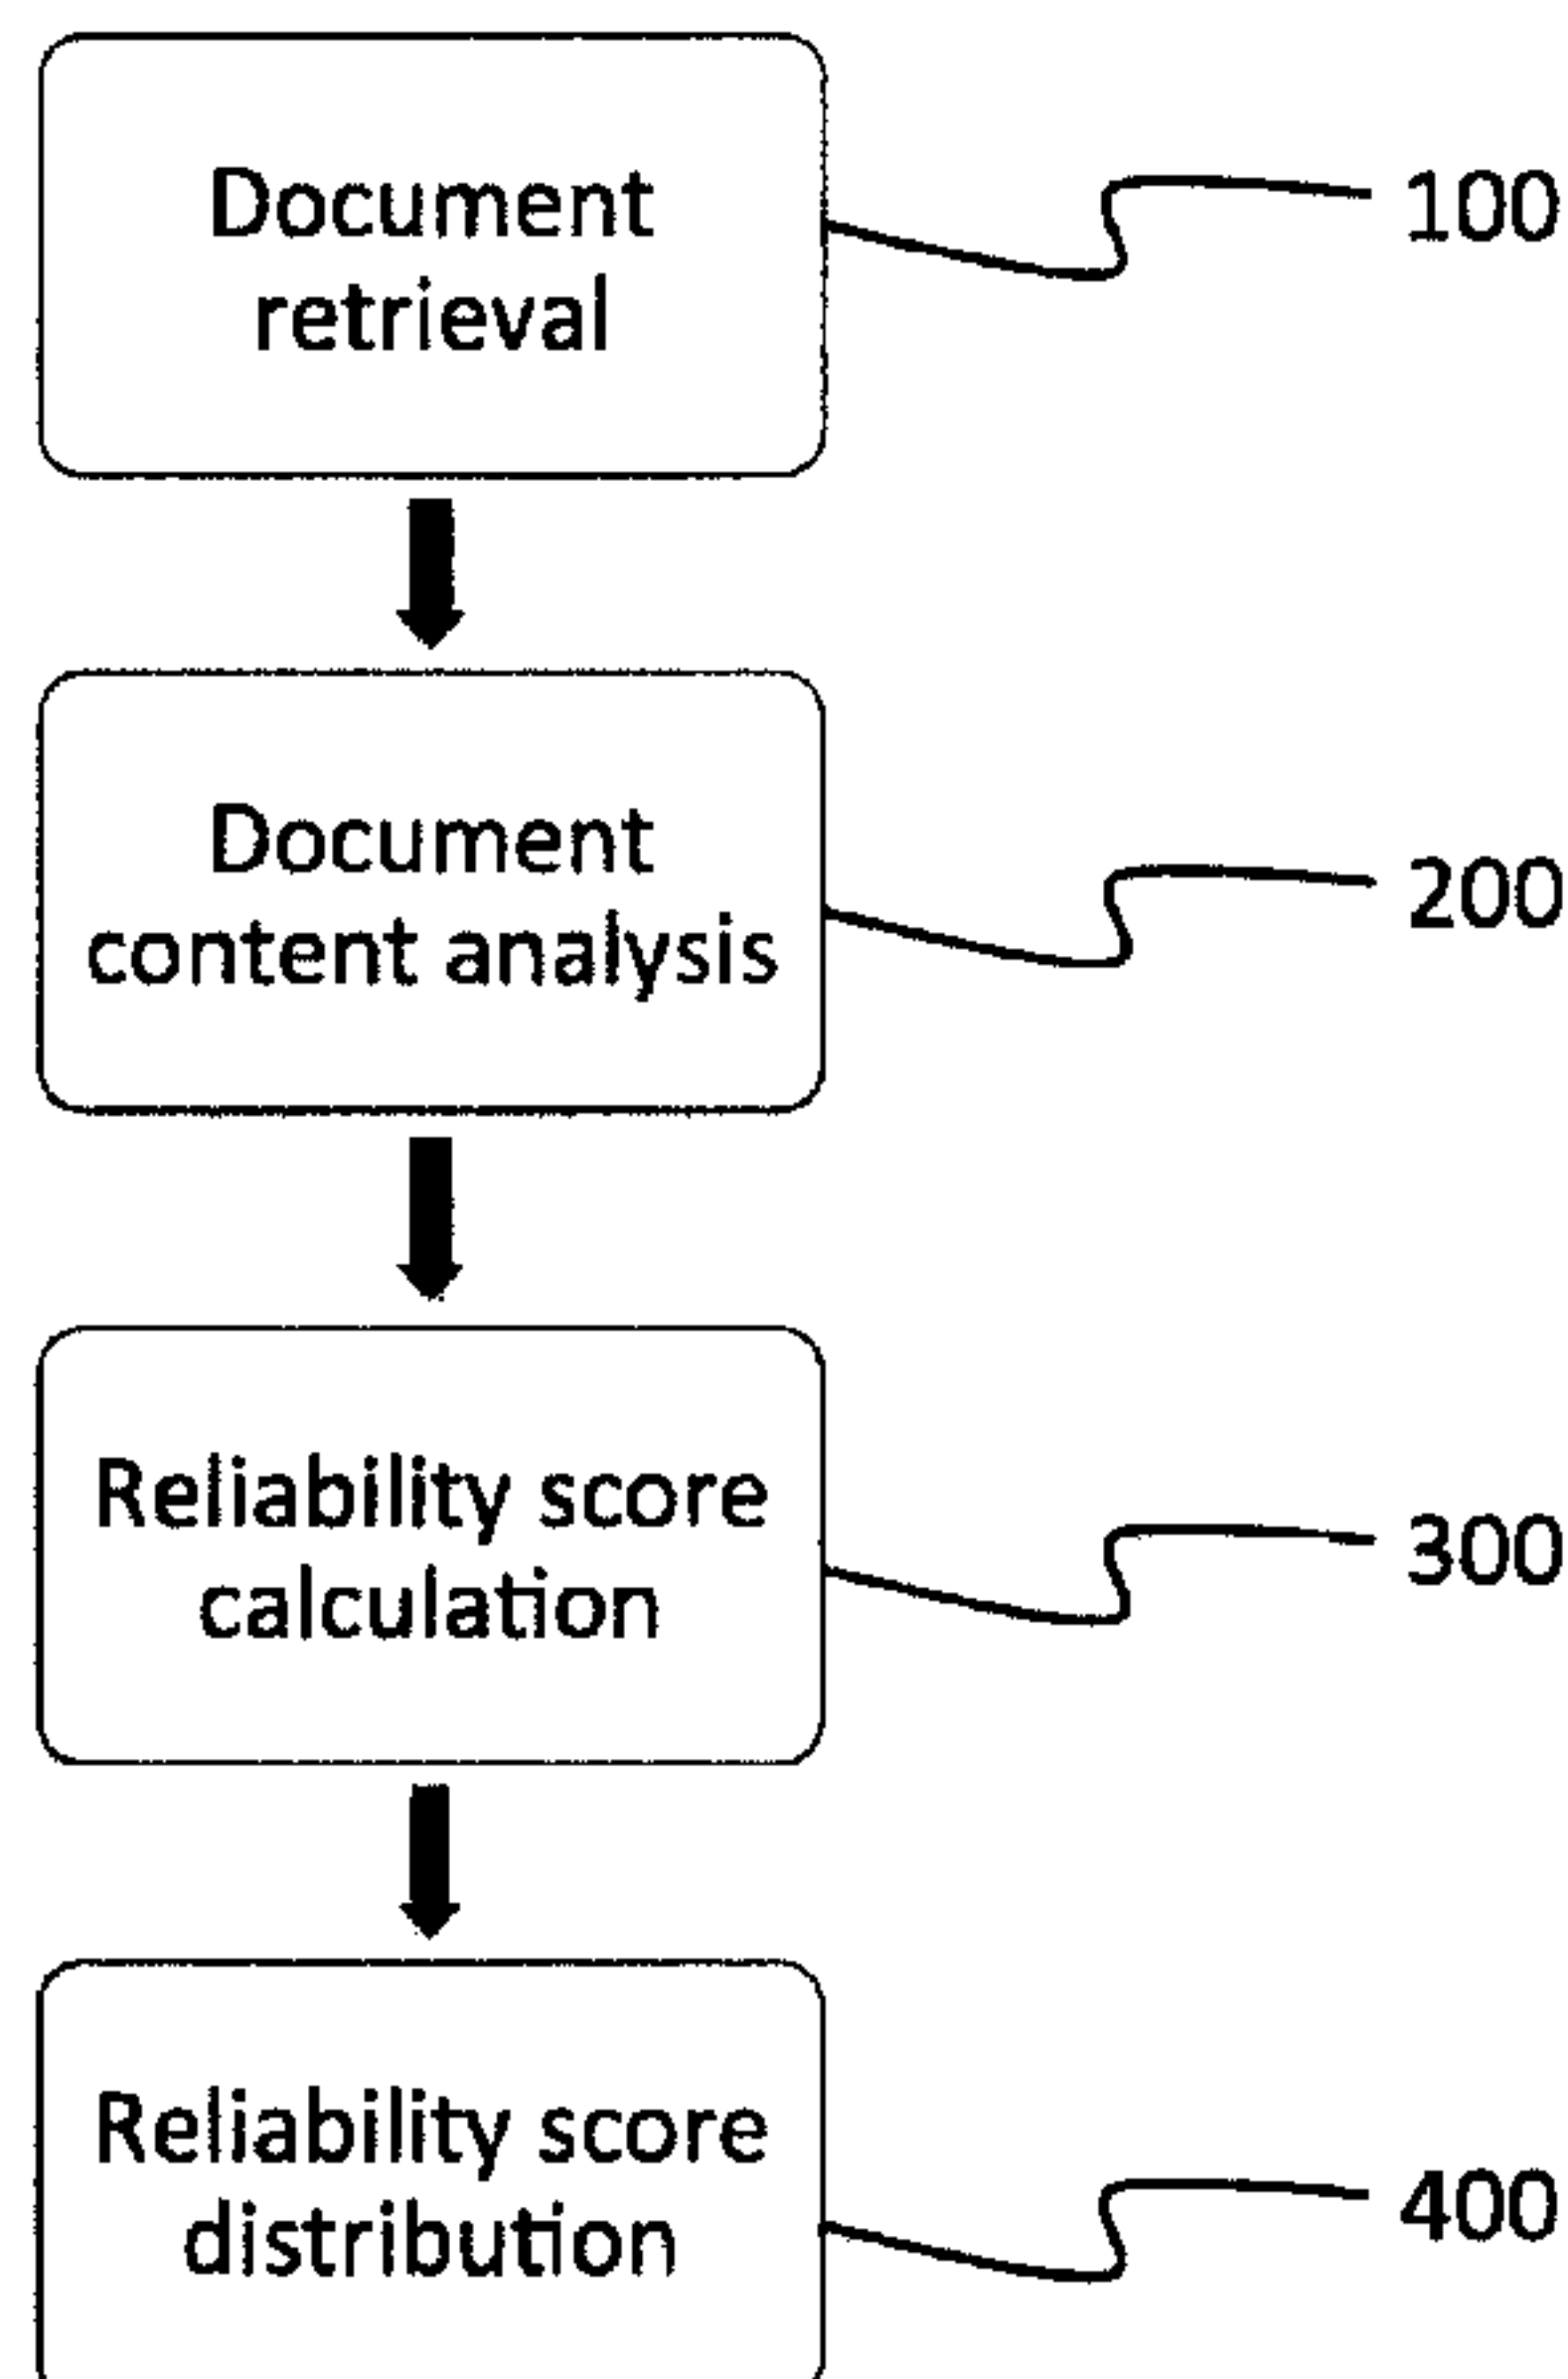 Document
retrieval
100
Document
content analysis
200
Reliability score
calculation
300
Reliability score
distribution
400